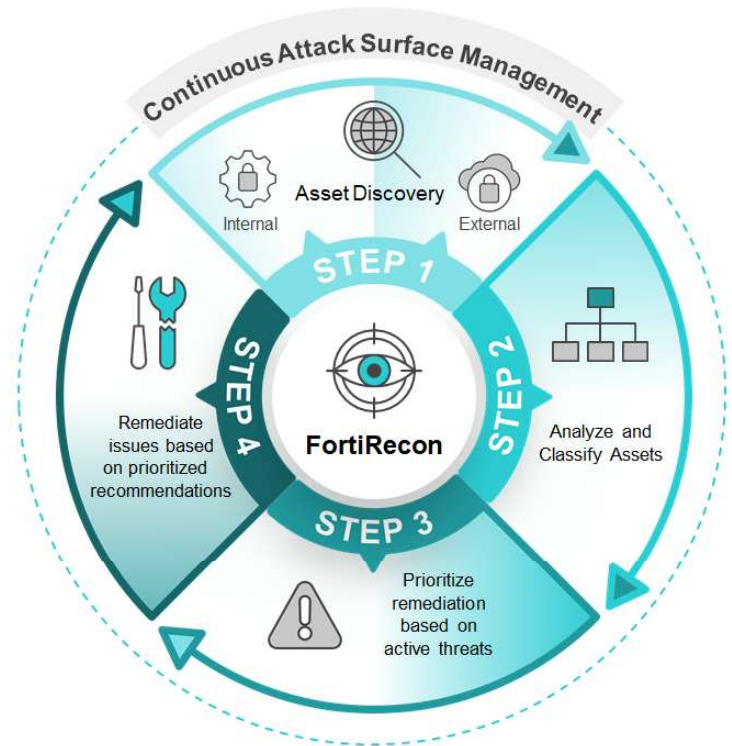 Continuous Attack Surface Management
Asset Discovery
Internal
External
STEP 1
STEP 2
Analyze and
Classify Assets
STEP 3
Prioritize
remediation
based on
active threats
STEP 4
Remediate
issues based
on prioritized
recommendations
FortiRecon